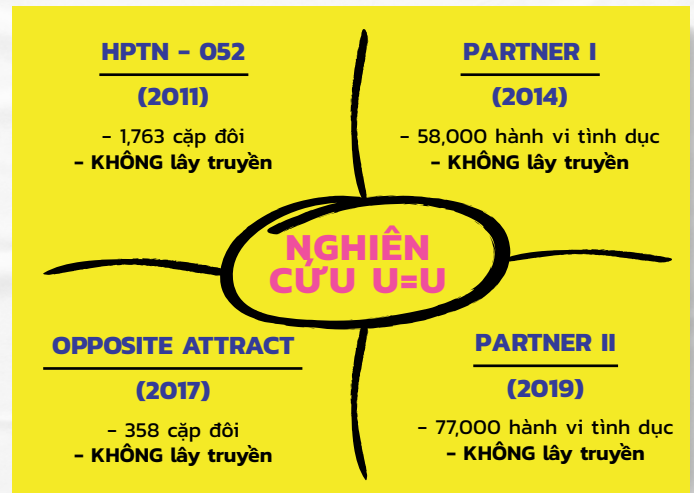 HPTN - 052
(2011)
- 1,763 cặp đôi
- KHÔNG lây truyền
PARTNER I
(2014)
- 58,000 hành vi tình dục
- KHÔNG lây truyền
NGHIÊN
CỨU U=U
OPPOSITE ATTRACT
(2017)
- 358 cặp đôi
- KHÔNG lây truyền
PARTNER II
(2019)
- 77,000 hành vi tình dục
- KHÔNG lây truyền